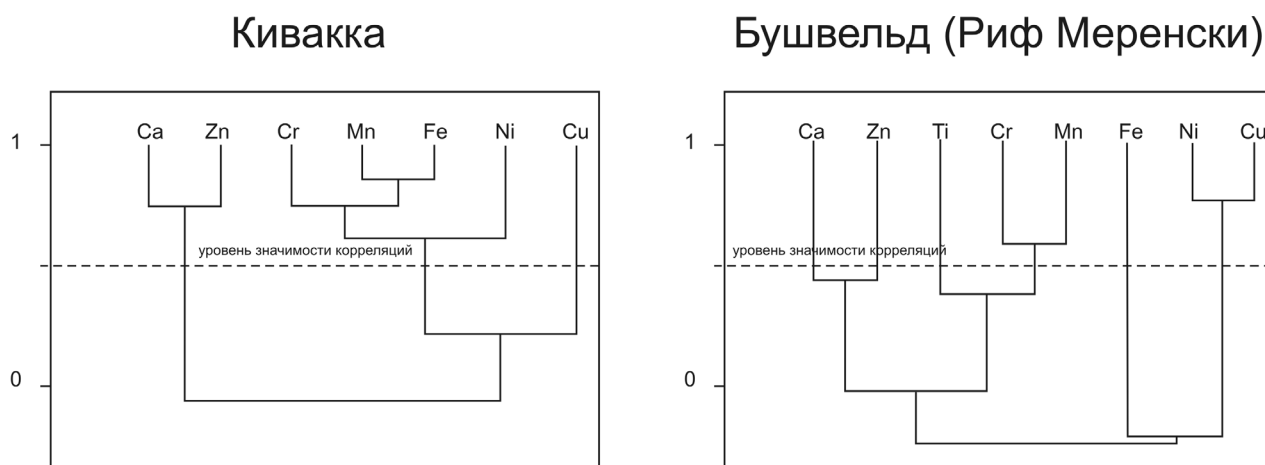 Кивакка
Бушвельд (Риф Меренски)
Ca Zn Cr Mn Fe Ni Cu
1
уровень значимости корреляций
0
Ca Zn Ti Cr Mn Fe Ni Cu
1
уровень значимости корреляций
0